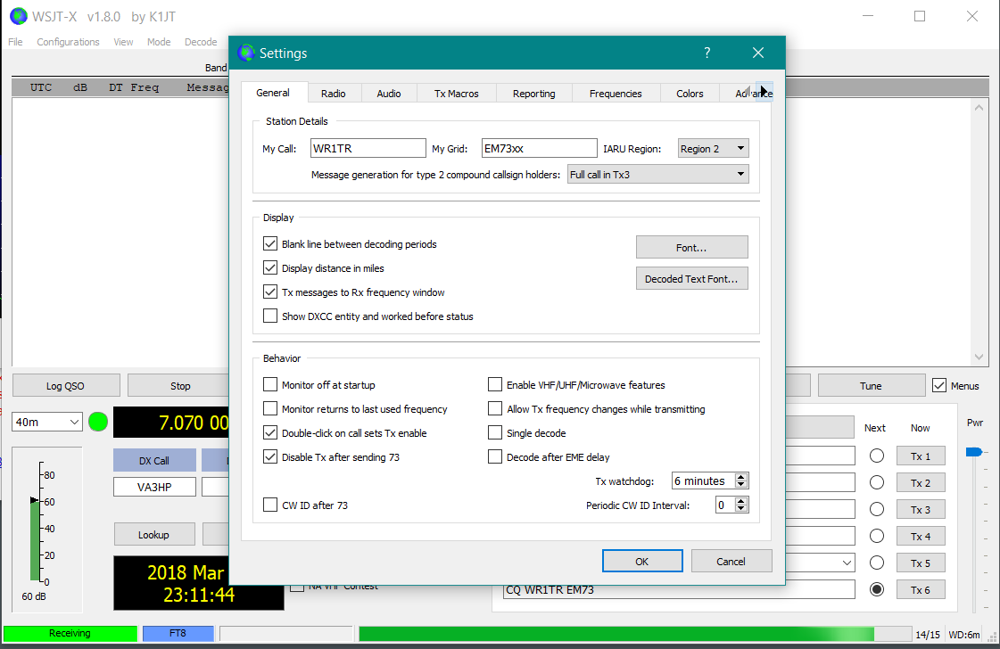 WSJT-X v1.8.0 by K1JT
File Configurations View Mode Decode
Settings
?
Band
UTC dB DT Freq
General Radio Audio Tx Macros Reporting Frequencies Colors
Station Details
My Call: WR1TR My Grid: EM73xx IARU Region: Region 2
Message generation for type 2 compound callsign holders: Full call in Tx3
Display
Blank line between decoding periods
Font...
Display distance in miles
Decoded Text Font...
Tx messages to Rx frequency window
Show DXCC entity and worked before status
Behavior
Monitor off at startup
Enable VHF/UHF/Microwave features
Monitor returns to last used frequency
Allow Tx frequency changes while transmitting
Double-click on call sets Tx enable
Single decode
Disable Tx after sending 73
Decode after EME delay
Tx watchdog: 6 minutes
CW ID after 73
Periodic CW ID Interval: 0
OK Cancel
Log QSO Stop Tune Menus
40m 7.070 00
Next Now Pwr
DX Call
VA3HP
Lookup
80
60
40
20
0
60 dB
2018 Mar
23:11:44
Tx 1
Tx 2
Tx 3
Tx 4
Tx 5
Tx 6
NA VHF Contest
CQ WR1TR EM73
Receiving FT8 14/15 WD:6m